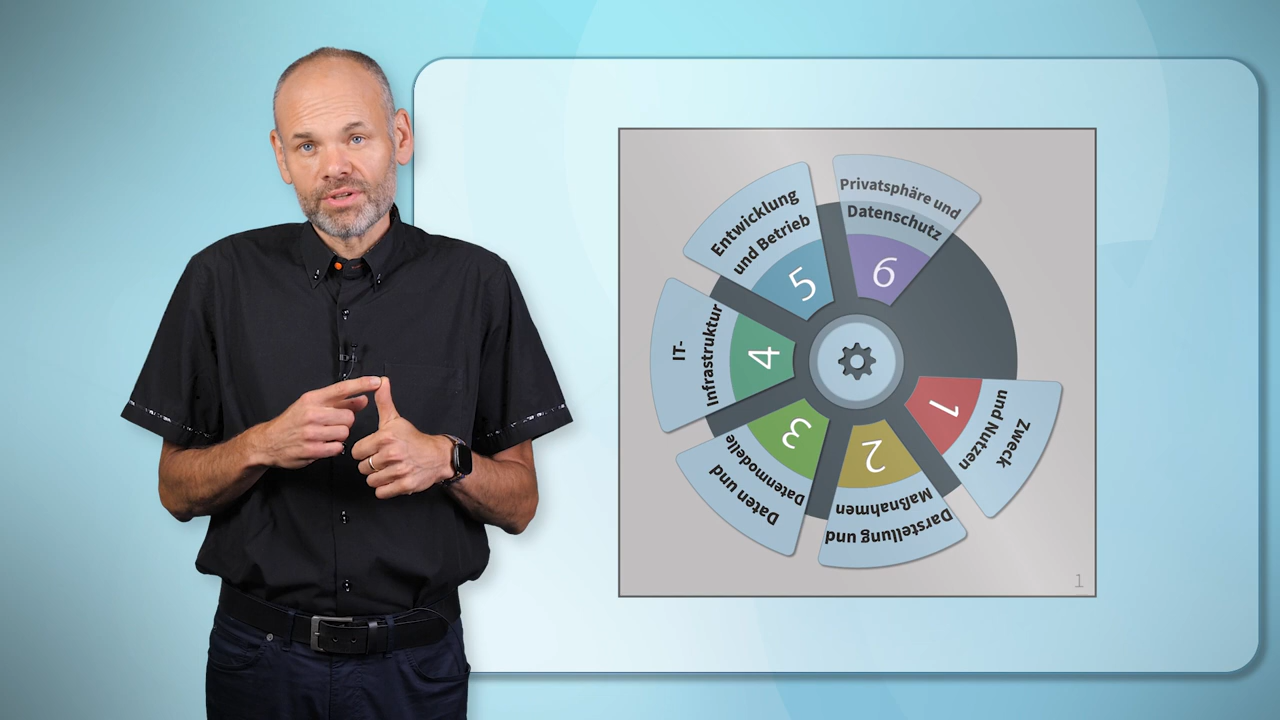 1
Zweck
und Nutzen
2
Darstellung und
Maßnahmen
3
Daten und
Datenmodelle
4
IT-
Infrastruktur
5
Entwicklung
und Betrieb
6
Privatsphäre und
Datenschutz
1